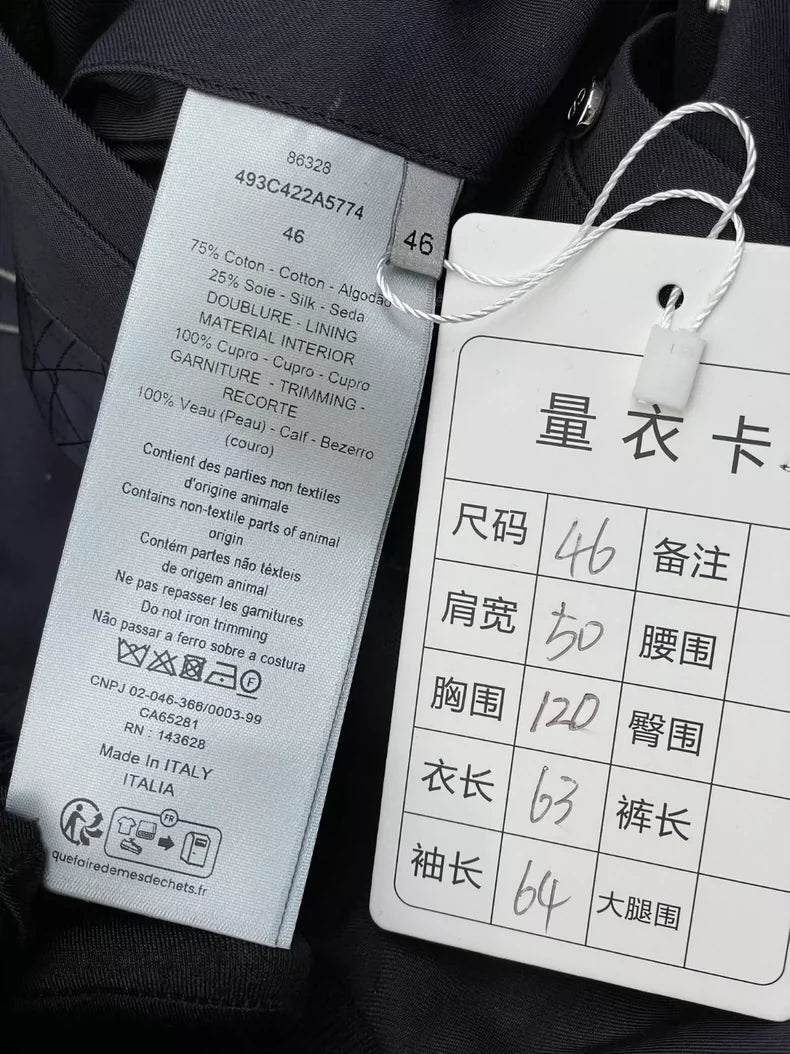 86328
493C422A5774
46
75% Coton - Cotton - Algodão
25% Soie - Silk - Seda
DOUBLURE - LINING
MATERIAL INTERIOR
100% Cupro - Cupro - Cupro
GARNITURE - TRIMMING -
RECORTE
100% Veau (Peau) - Calf - Bezerro
(couro)
Contient des parties non textiles
d'origine animale
Contains non-textile parts of animal
origin
Contém partes não têxteis
de origem animal
Ne pas repasser les garnitures
Do not iron trimming
Não passar a ferro sobre a costura
F
CNPJ 02-046-366/0003-99
CA65281
RN : 143628
Made In ITALY
ITALIA
FR
quefairedemesdechets.fr
46
量衣卡
尺码 46 备注
肩宽 50 腰围
胸围 120 臀围
衣长 63 裤长
袖长 64 大腿围